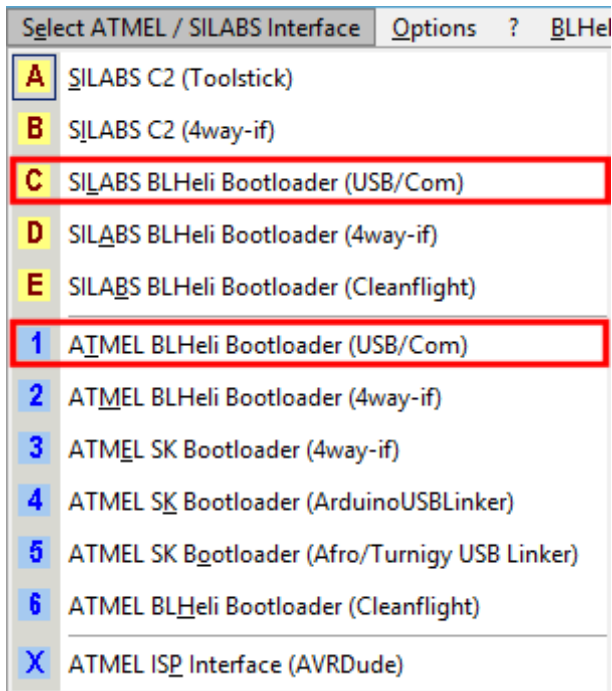 Select ATMEL / SILABS Interface Options ? BLHel
A SILABS C2 (Toolstick)
B SILABS C2 (4way-if)
C SILABS BLHeli Bootloader (USB/Com)
D SILABS BLHeli Bootloader (4way-if)
E SILABS BLHeli Bootloader (Cleanflight)
1 ATMEL BLHeli Bootloader (USB/Com)
2 ATMEL BLHeli Bootloader (4way-if)
3 ATMEL SK Bootloader (4way-if)
4 ATMEL SK Bootloader (ArduinoUSBLinker)
5 ATMEL SK Bootloader (Afro/Turnigy USB Linker)
6 ATMEL BLHeli Bootloader (Cleanflight)
X ATMEL ISP Interface (AVRDude)